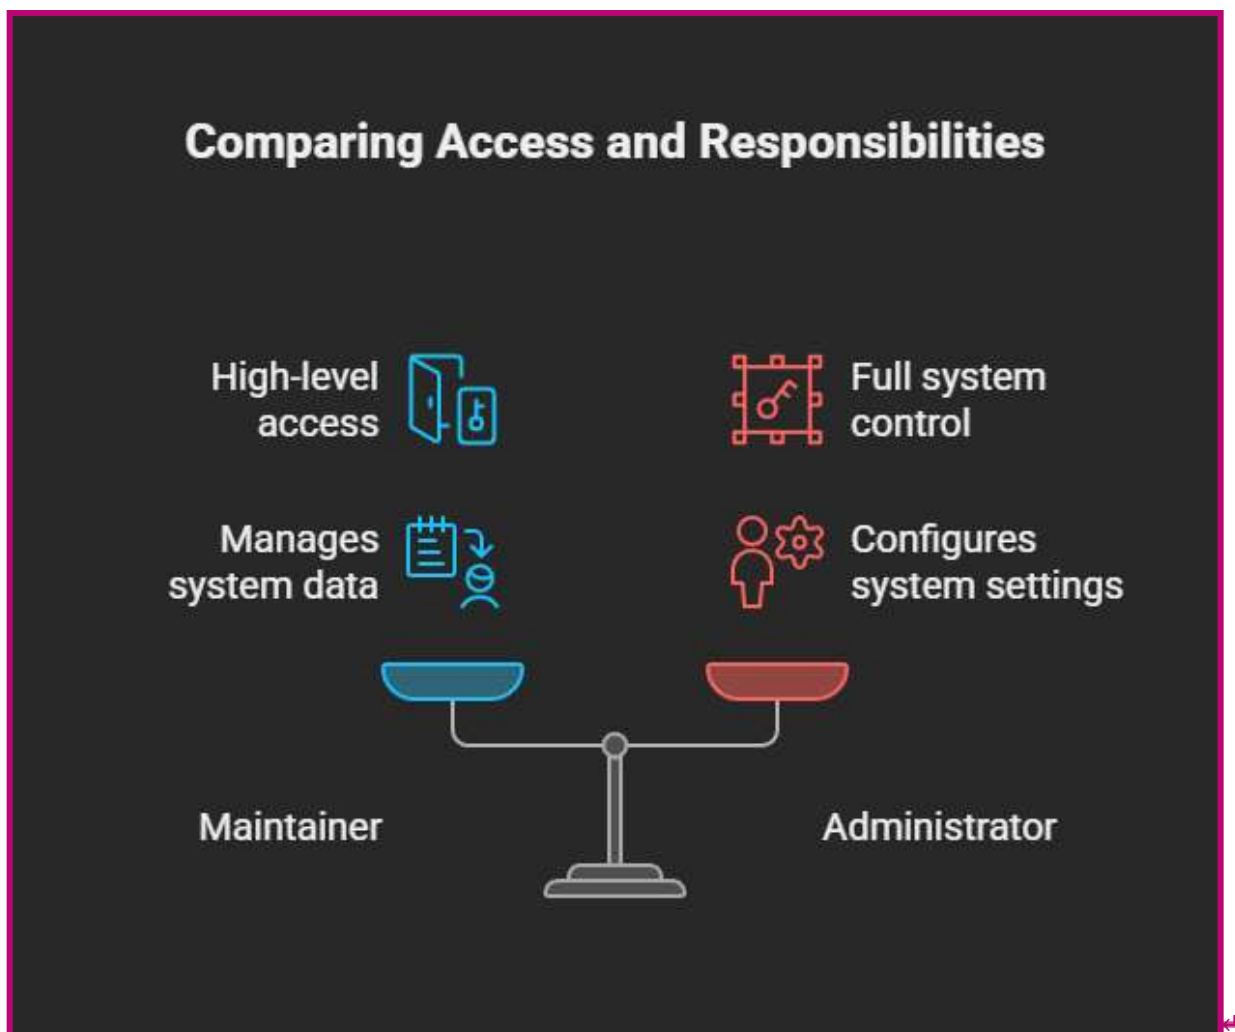 Comparing Access and Responsibilities
High-level
access
Full system
control
Manages
system data
Configures
system settings
Maintainer
Administrator